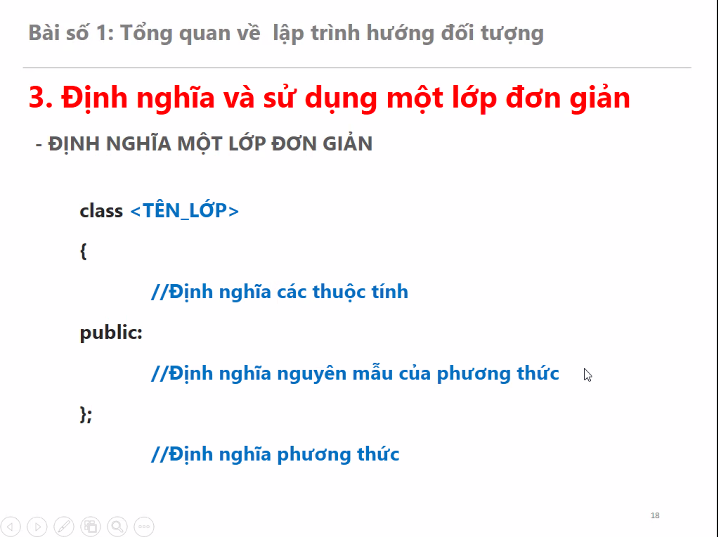 Bài số 1: Tổng quan về lập trình hướng đối tượng
3. Định nghĩa và sử dụng một lớp đơn giản
- ĐỊNH NGHĨA MỘT LỚP ĐƠN GIẢN
class <TÊN_LỚP>
{
//Định nghĩa các thuộc tính
public:
//Định nghĩa nguyên mẫu của phương thức
};
//Định nghĩa phương thức
18